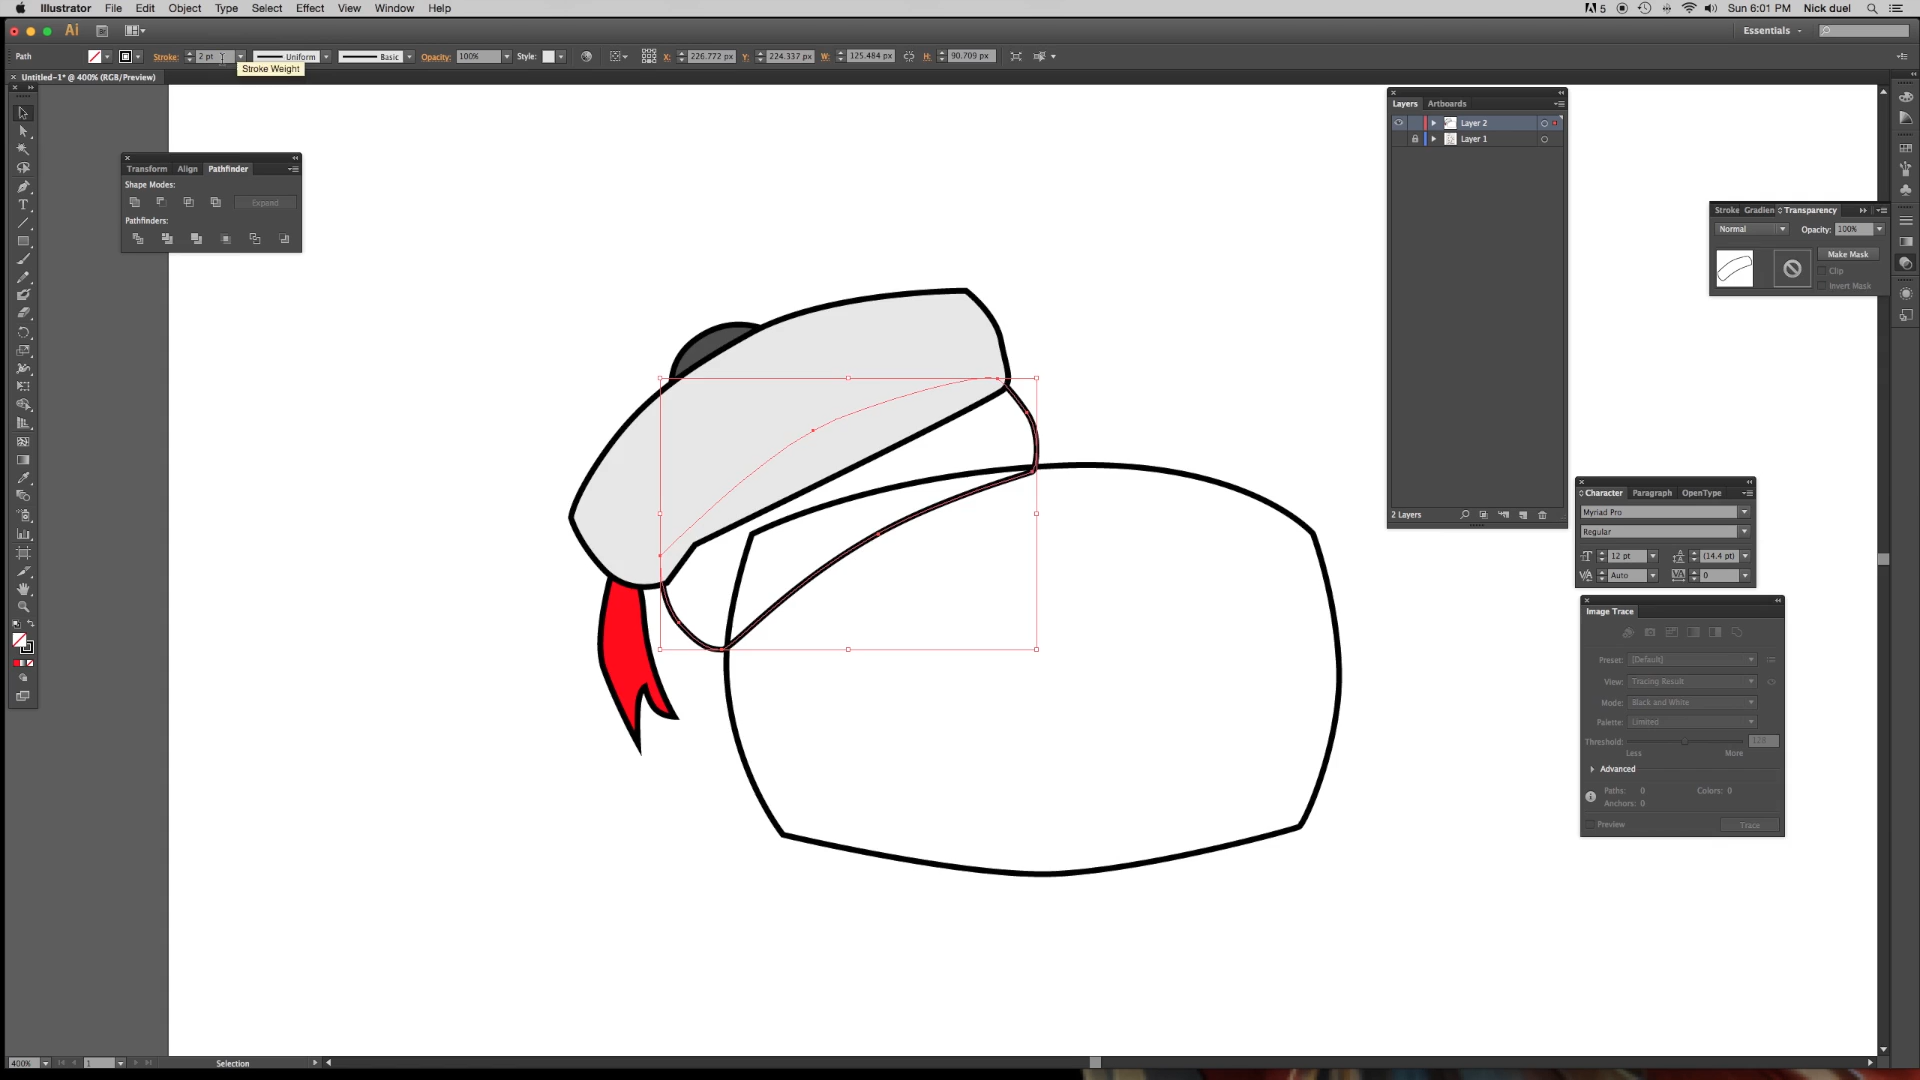 Illustrator File Edit Object Type Select Effect View Window Help
5 Sun 6:01 PM Nick duel
Ai Essentials
Path Stroke: 2 pt Uniform Basic Opacity: 100% Style: X: 226.772 px Y: 224.337 px W: 125.484 px H: 90.709 px
Stroke Weight
Untitled-1* @ 400% (RGB/Preview)
Transform Align Pathfinder
Shape Modes:
Expand
Pathfinders:
Layers Artboards
Layer 2
Layer 1
2 Layers
Stroke Gradien Transparency
Normal Opacity: 100%
Make Mask
Clip
Invert Mask
Character Paragraph OpenType
Myriad Pro
Regular
12 pt (14.4 pt)
Auto 0
Image Trace
Preset: [Default]
View: Tracing Result
Mode: Black and White
Palette: Limited
Threshold: 128
Less More
Advanced
Paths: 0 Colors: 0
Anchors: 0
Preview Trace
400% 1 Selection